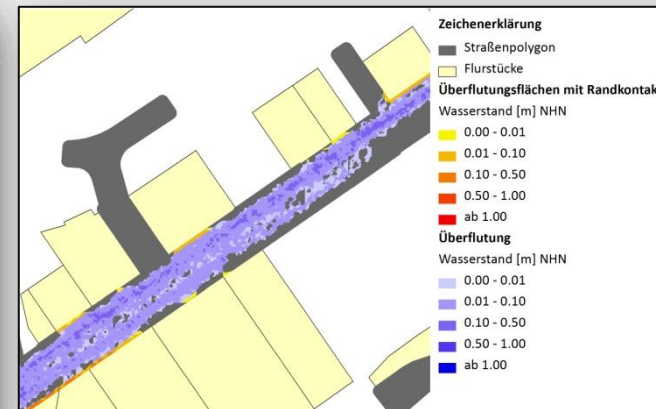 Zeichenerklärung
Straßenpolygon
Flurstücke
Überflutungsflächen mit Randkontak
Wasserstand [m] NHN
0.00 - 0.01
0.01 - 0.10
0.10 - 0.50
0.50 - 1.00
ab 1.00
Überflutung
Wasserstand [m] NHN
0.00 - 0.01
0.01 - 0.10
0.10 - 0.50
0.50 - 1.00
ab 1.00